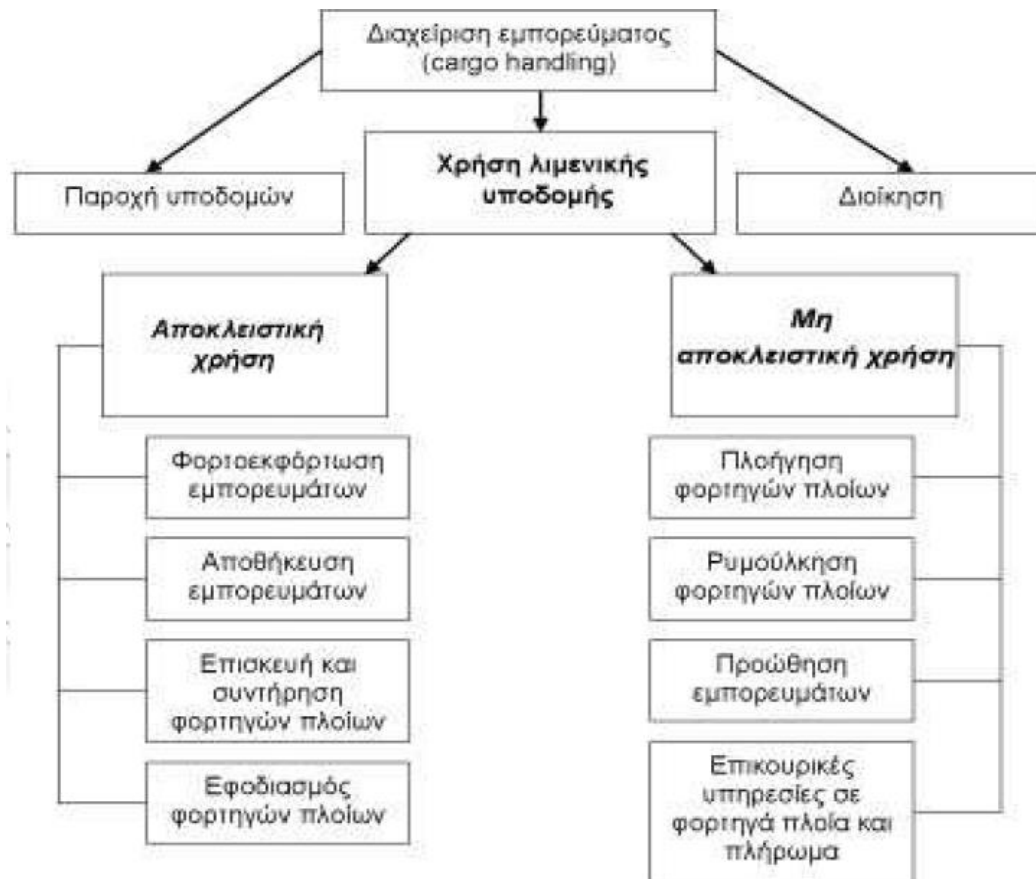 Διαχείριση εμπορεύματος
(cargo handling)
Παροχή υποδομών
Χρήση λιμενικής
υποδομής
Διοίκηση
Αποκλειστική
χρήση
Μη
αποκλειστική χρήση
Φορτοεκφόρτωση
εμπορευμάτων
Αποθήκευση
εμπορευμάτων
Επισκευή και
συντήρηση
φορτηγών πλοίων
Εφοδιασμός
φορτηγών πλοίων
Πλοήγηση
φορτηγών πλοίων
Ρυμούλκηση
φορτηγών πλοίων
Προώθηση
εμπορευμάτων
Επικουρικές
υπηρεσίες σε
φορτηγά πλοία και
πλήρωμα